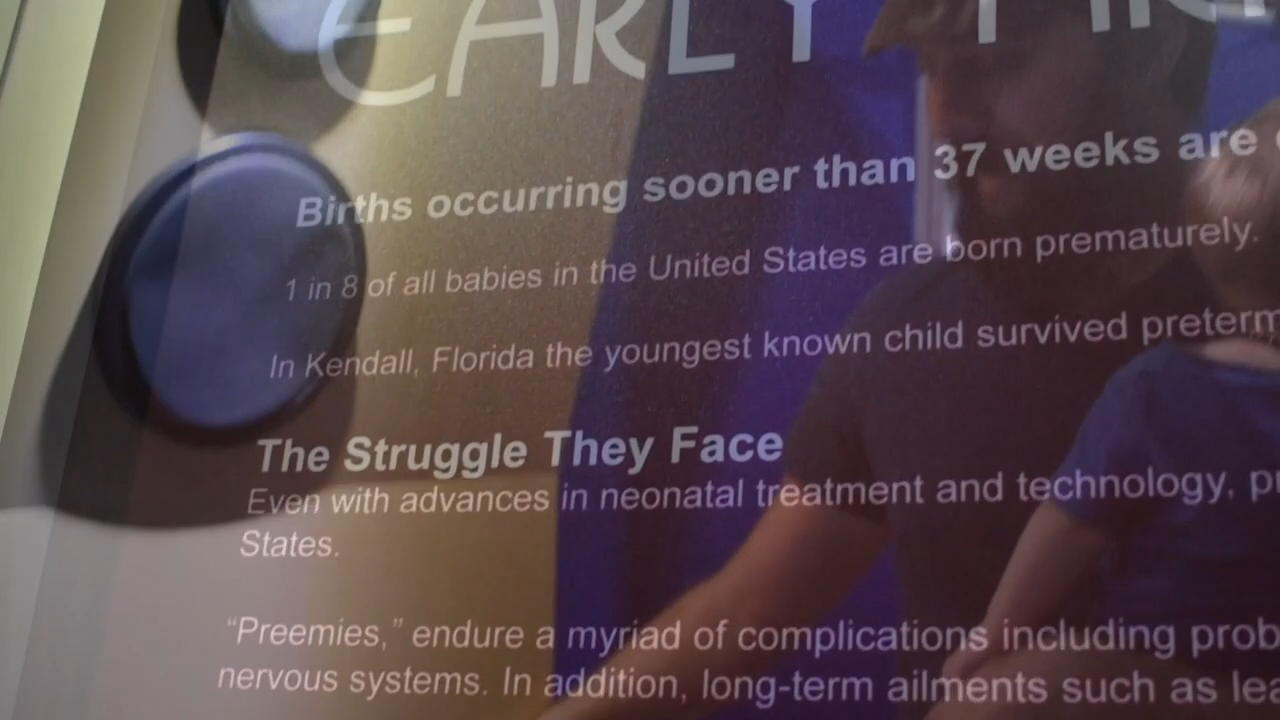 EARLY
Births occurring sooner than 37 weeks are
1 in 8 of all babies in the United States are born prematurely.
In Kendall, Florida the youngest known child survived preterm
The Struggle They Face
Even with advances in neonatal treatment and technology,
States.
“Preemies,” endure a myriad of complications including
nervous systems. In addition, long-term ailments such as